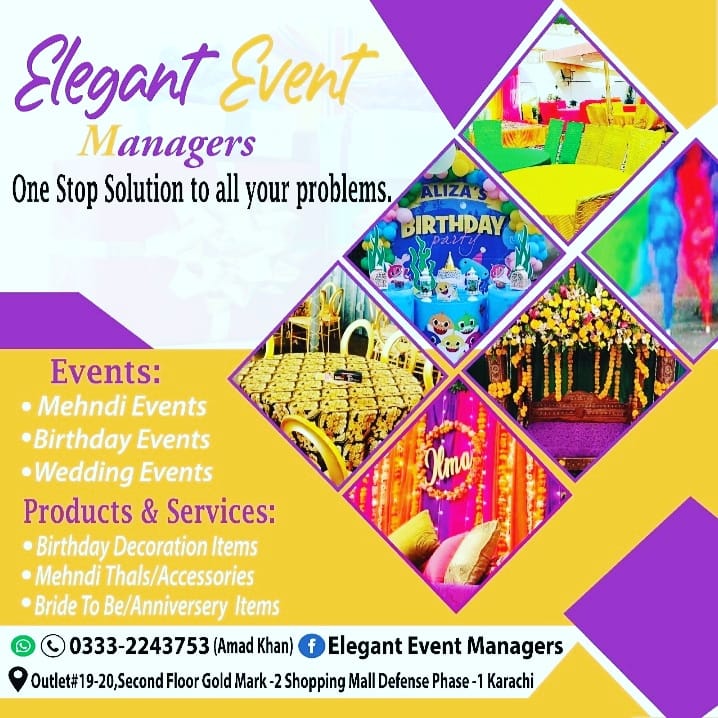 Elegant Event
Managers
One Stop Solution to all your problems.
ALIZA'S
BIRTHDAY
party
Ilma
Events:
• Mehndi Events
• Birthday Events
• Wedding Events
Products & Services:
• Birthday Decoration Items
• Mehndi Thals/Accessories
• Bride To Be/Anniversery Items
0333-2243753 (Amad Khan) f Elegant Event Managers
Outlet#19-20,Second Floor Gold Mark -2 Shopping Mall Defense Phase -1 Karachi